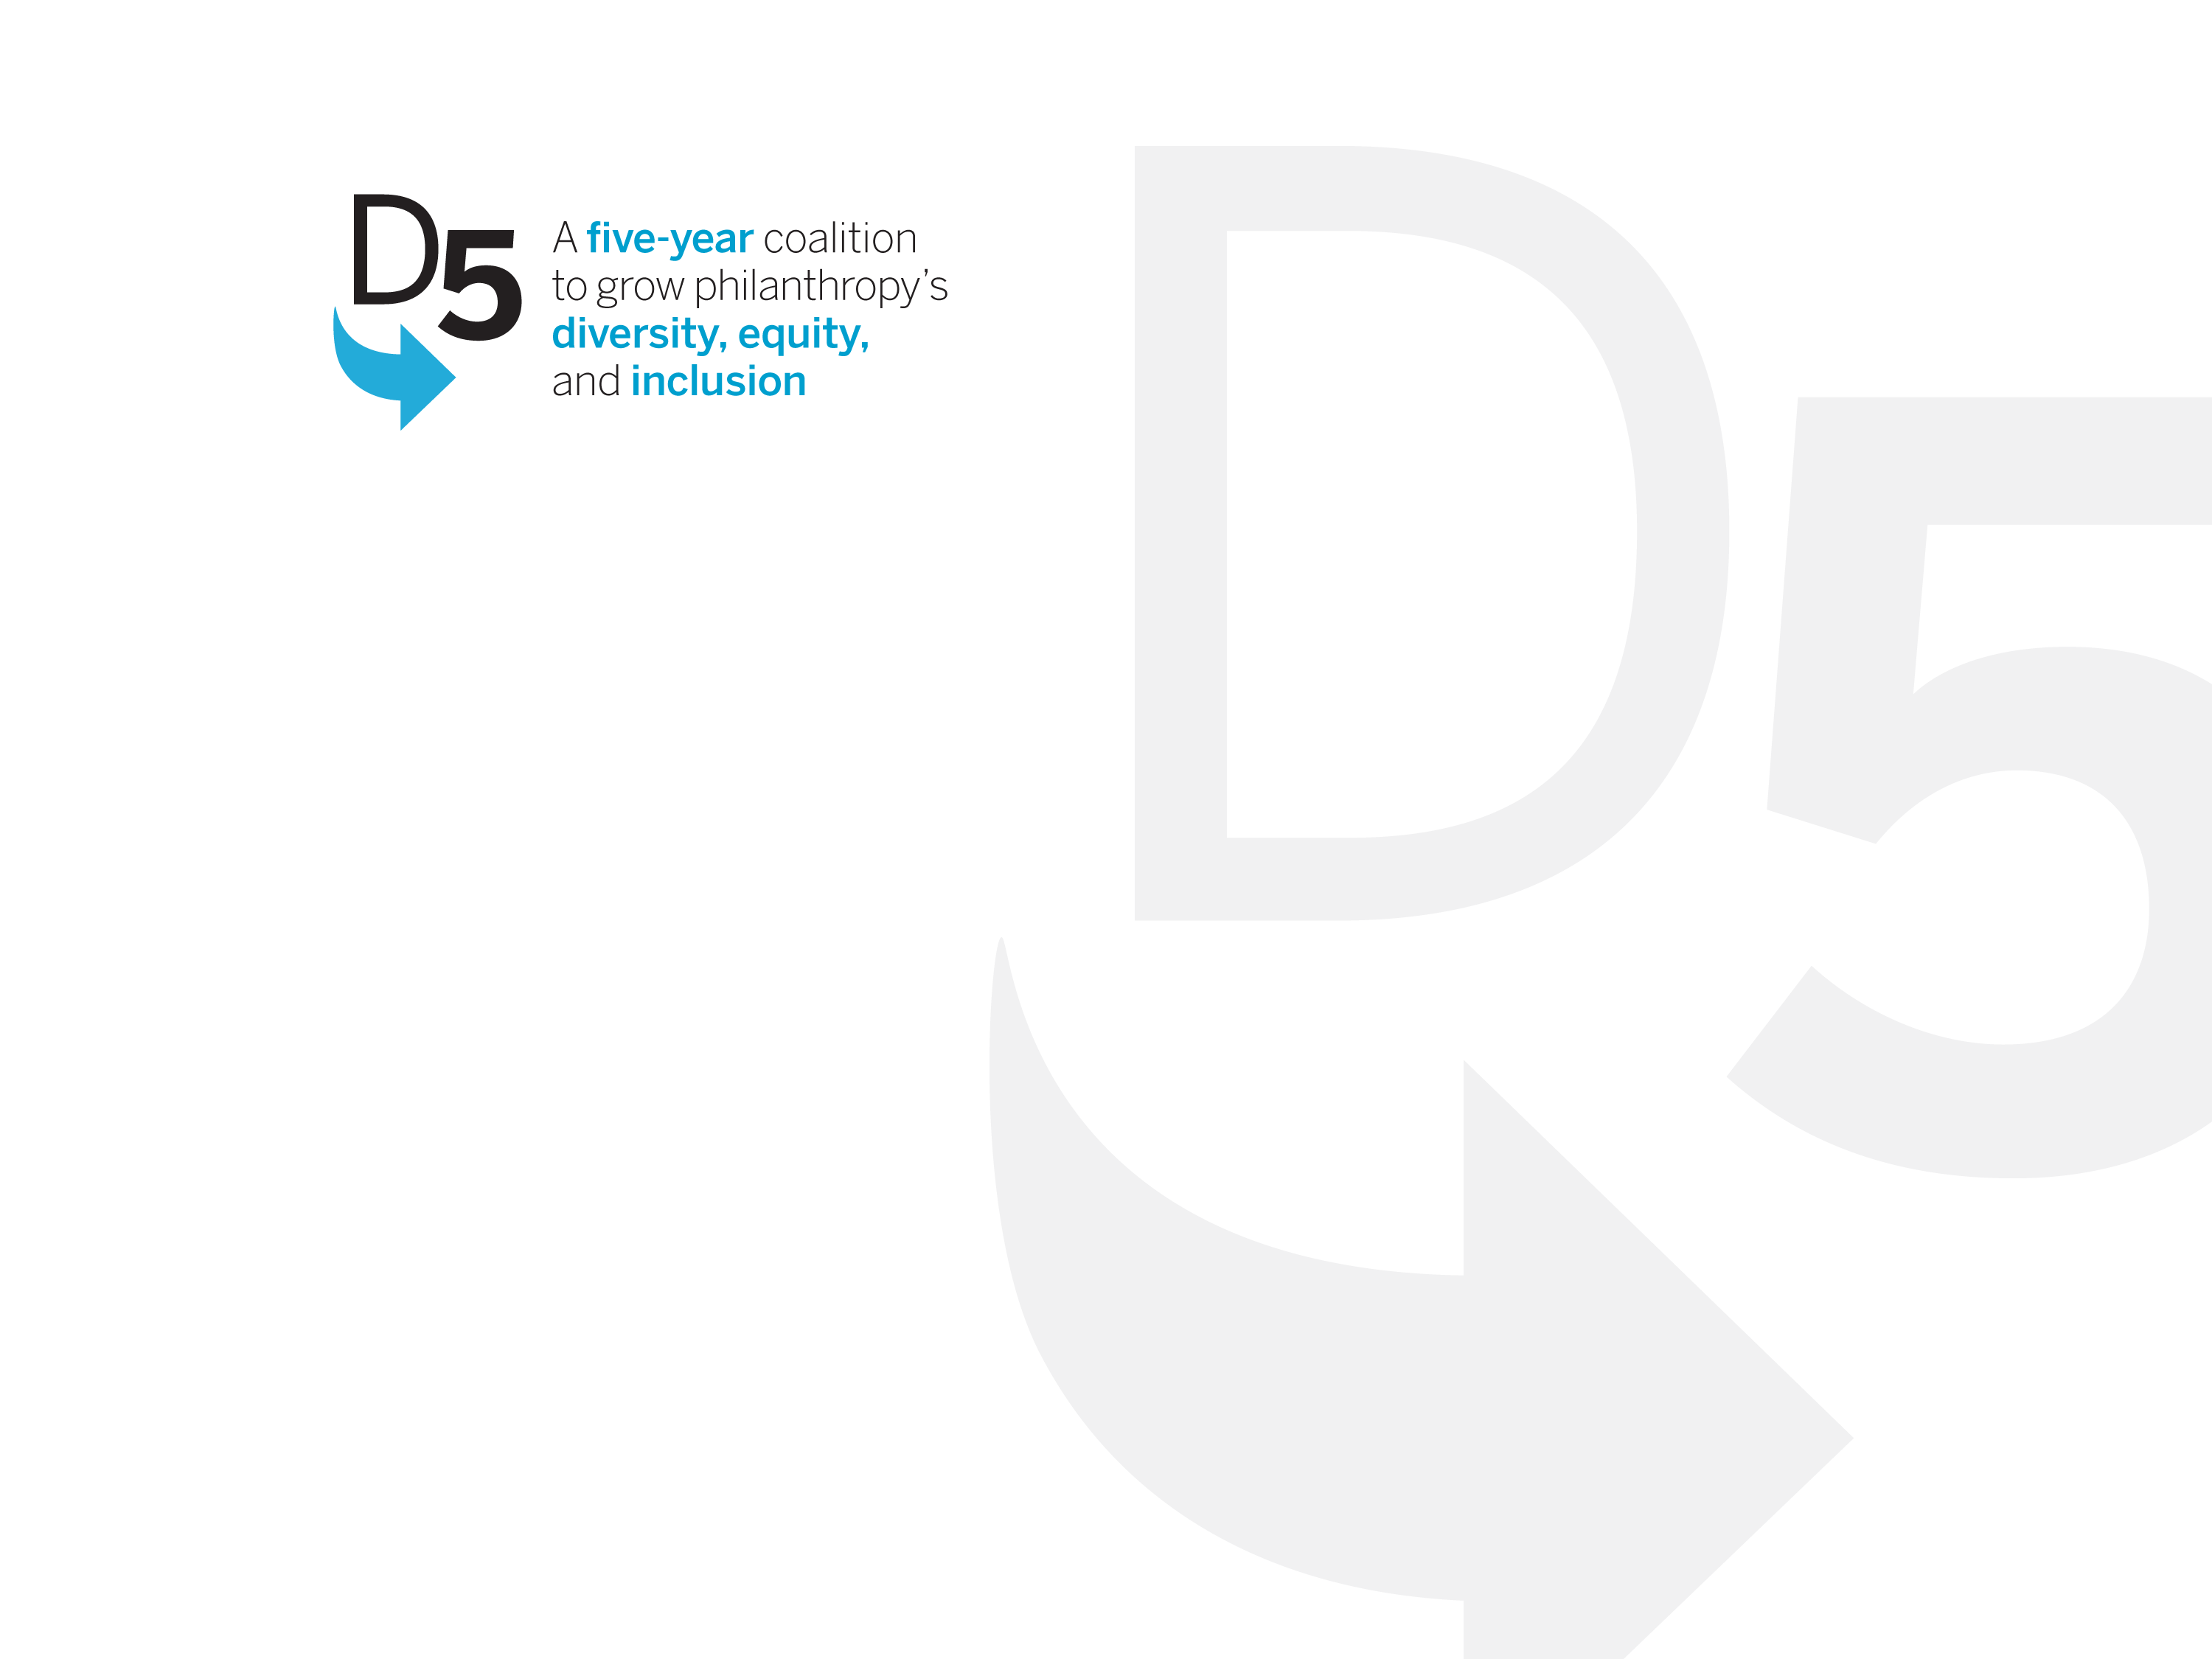 D5
A five-year coalition
to grow philanthropy’s
diversity, equity,
and inclusion
D5